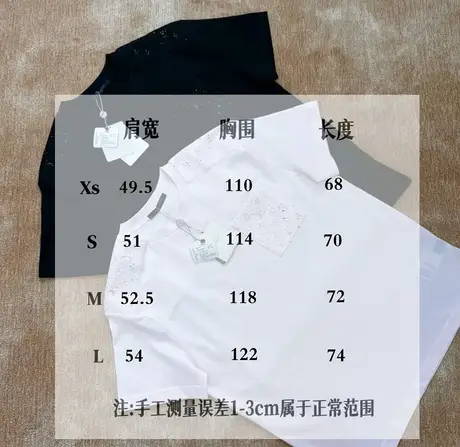 肩宽 胸围 长度
Xs 49.5 110 68
S 51 114 70
M 52.5 118 72
L 54 122 74
注:手工测量误差1-3cm属于正常范围